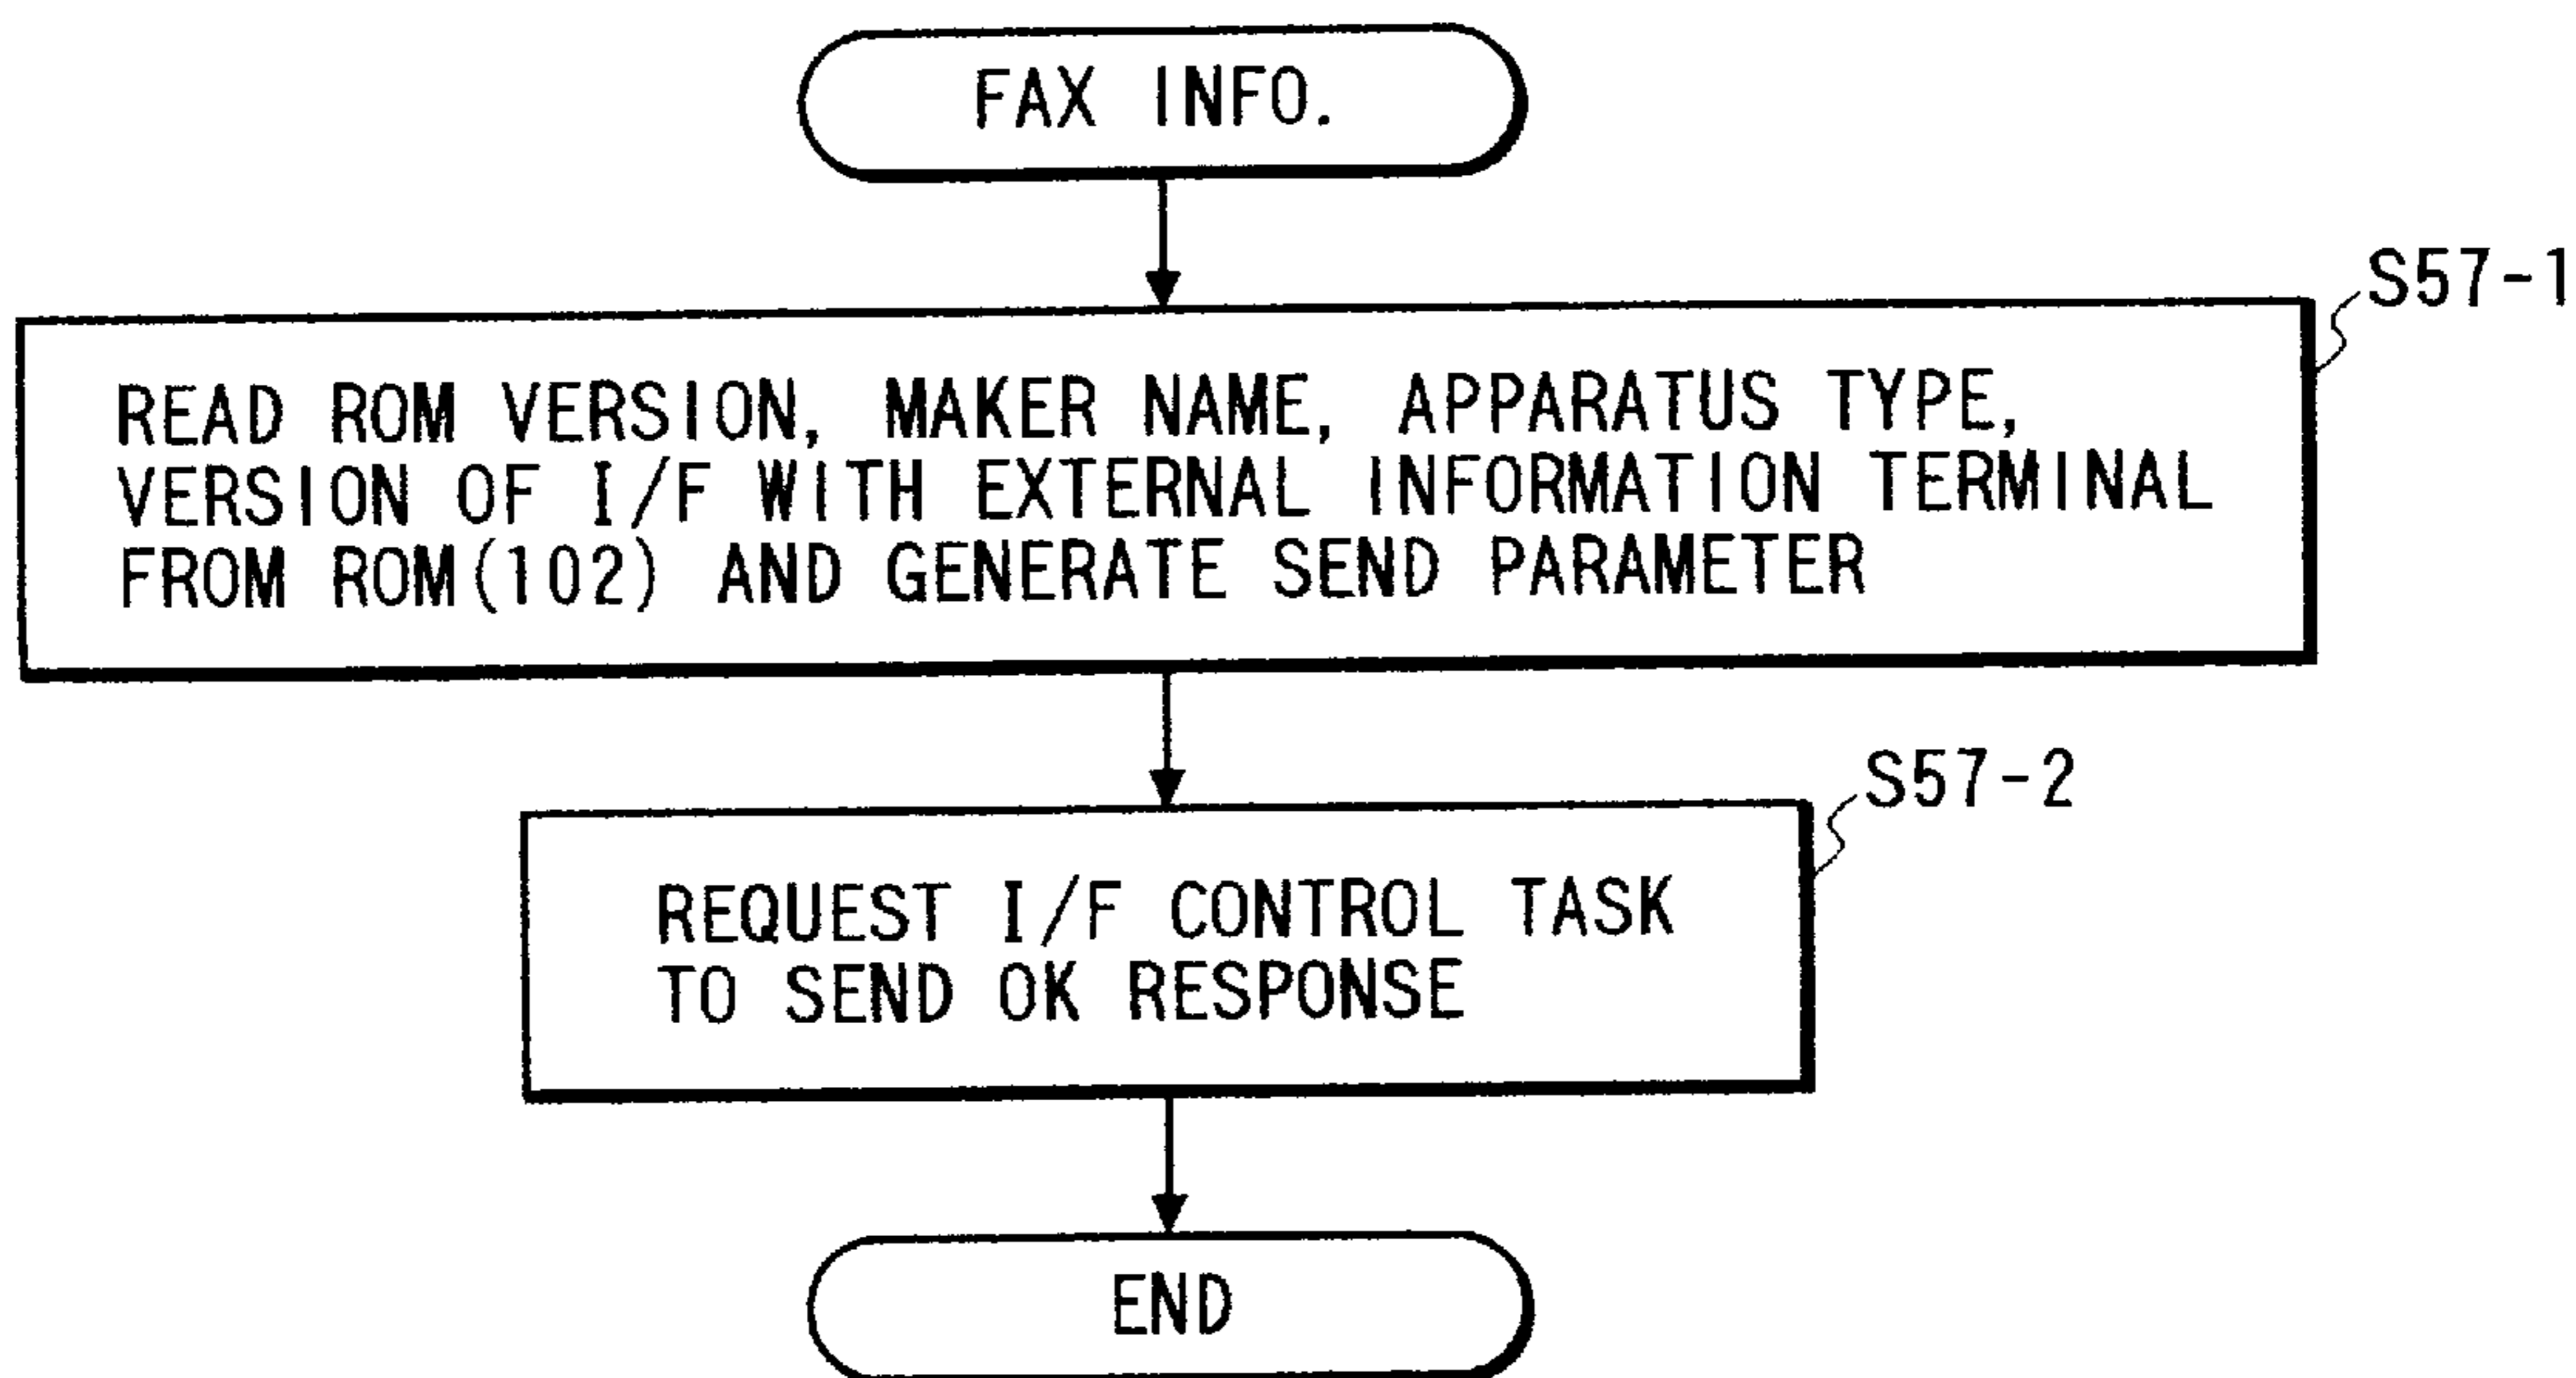 FAX INFO.
S57-1
READ ROM VERSION, MAKER NAME, APPARATUS TYPE,
VERSION OF I/F WITH EXTERNAL INFORMATION TERMINAL
FROM ROM(102) AND GENERATE SEND PARAMETER
S57-2
REQUEST I/F CONTROL TASK
TO SEND OK RESPONSE
END